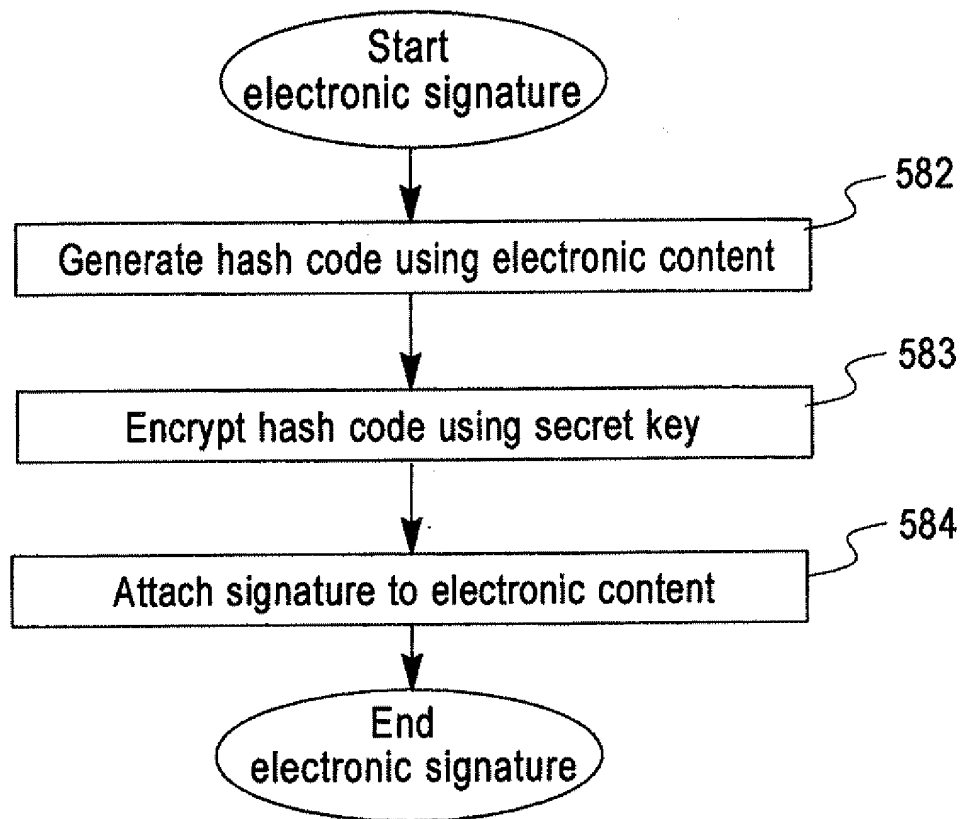 Start
electronic signature
582
Generate hash code using electronic content
583
Encrypt hash code using secret key
584
Attach signature to electronic content
End
electronic signature